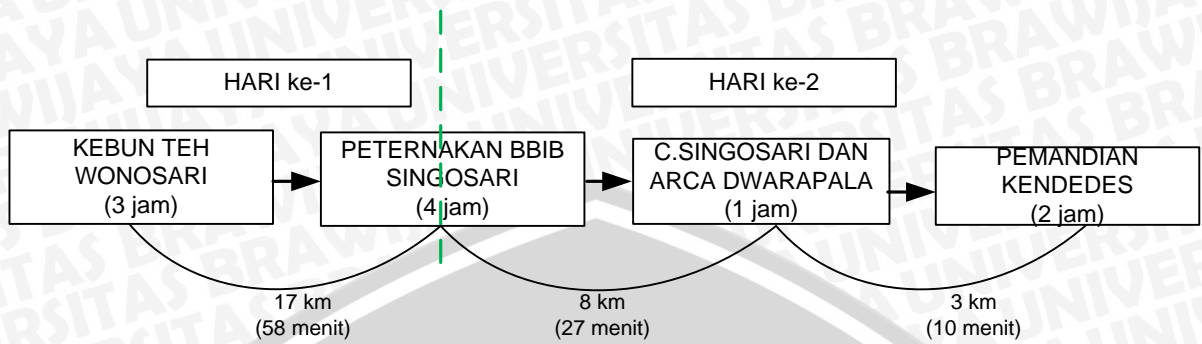 HARI ke-1
HARI ke-2
KEBUN TEH
WONOSARI
(3 jam)
PETERNAKAN BBIB
SINGOSARI
(4 jam)
C.SINGOSARI DAN
ARCA DWARAPALA
(1 jam)
PEMANDIAN
KENDEDES
(2 jam)
17 km
(58 menit)
8 km
(27 menit)
3 km
(10 menit)